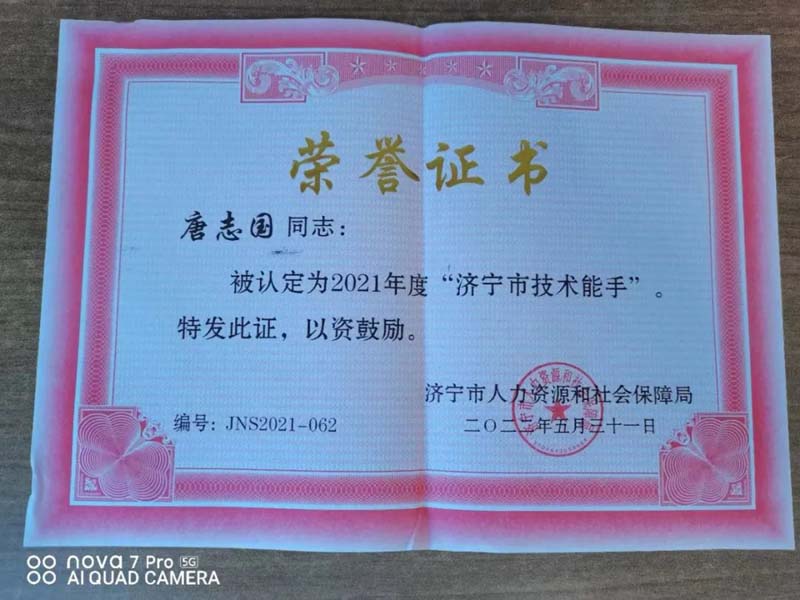 荣誉证书
唐志国 同志：
被认定为2021年度“济宁市技术能手”。
特发此证，以资鼓励。
济宁市人力资源和社会保障局
编号：JNS2021-062
二〇二二年五月三十一日
nova 7 Pro 5G
AI QUAD CAMERA